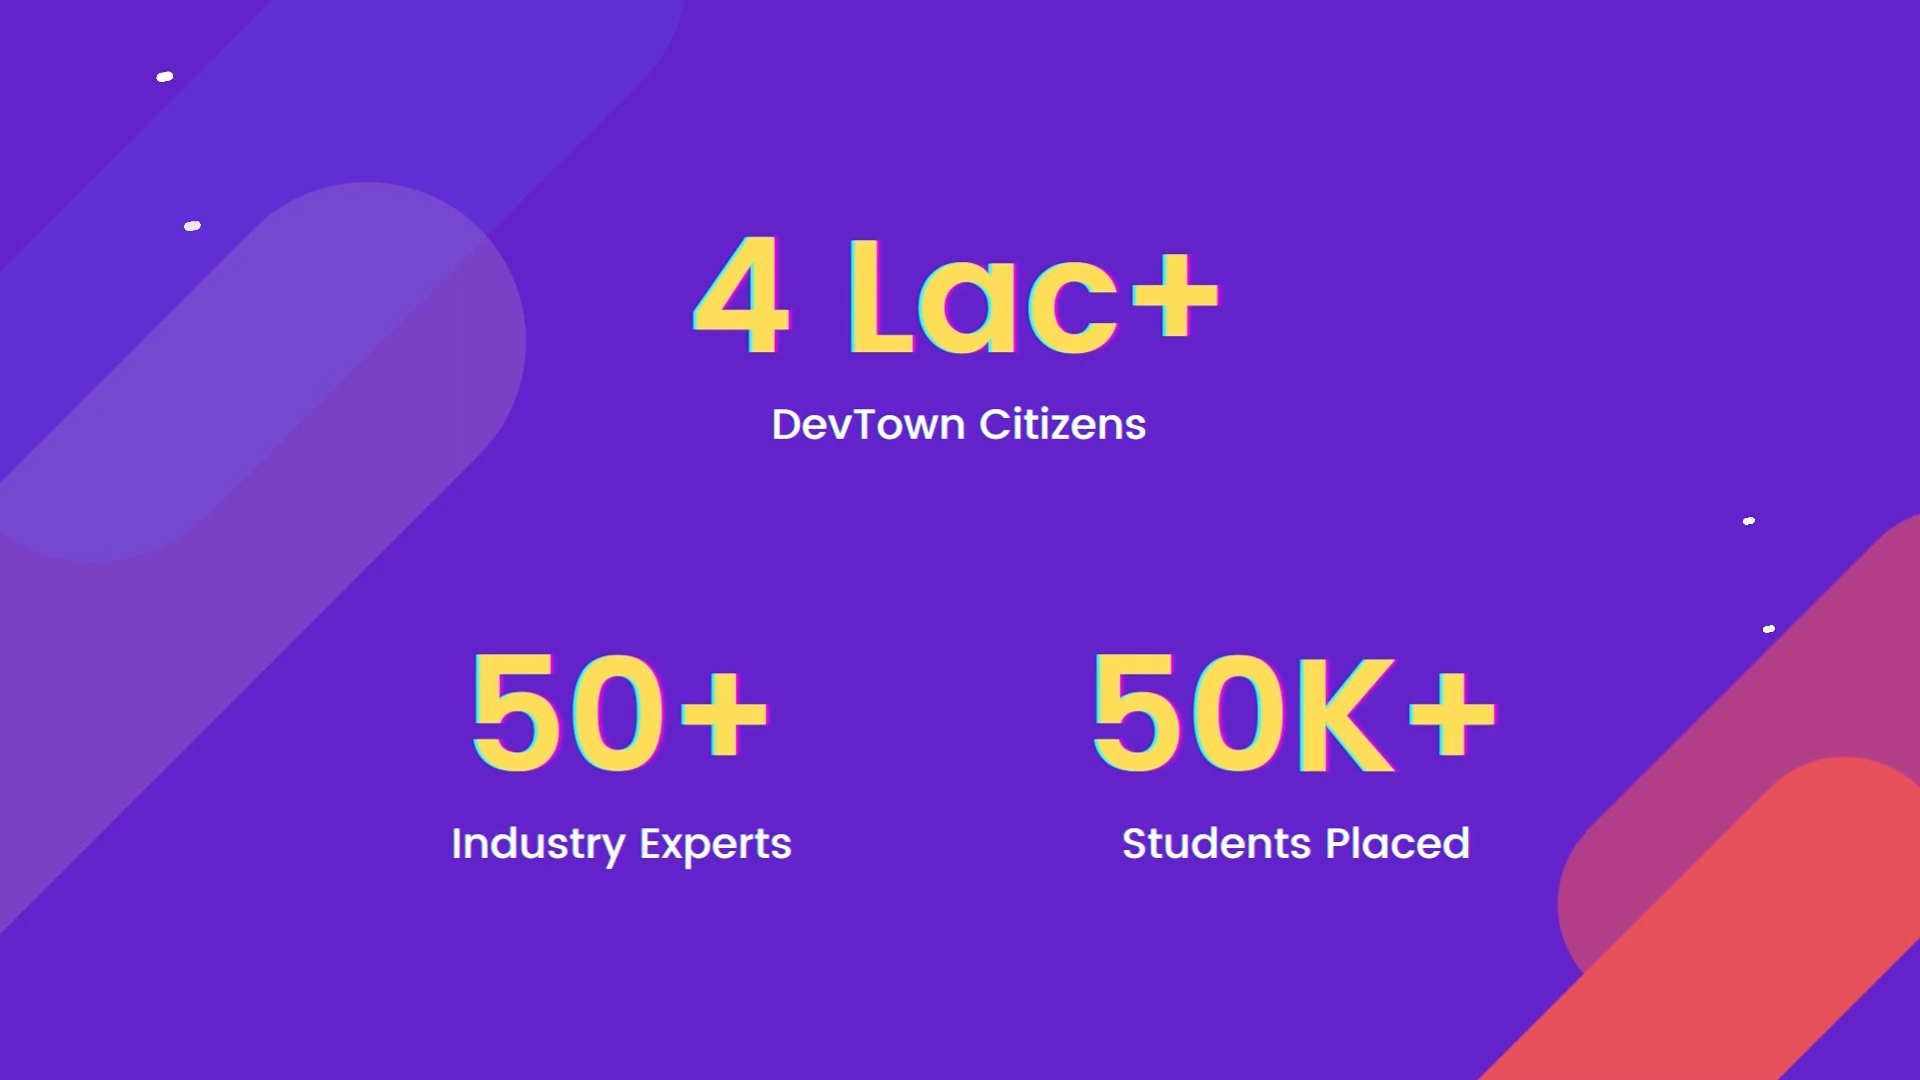 4 Lac+
DevTown Citizens
50+
Industry Experts
50K+
Students Placed